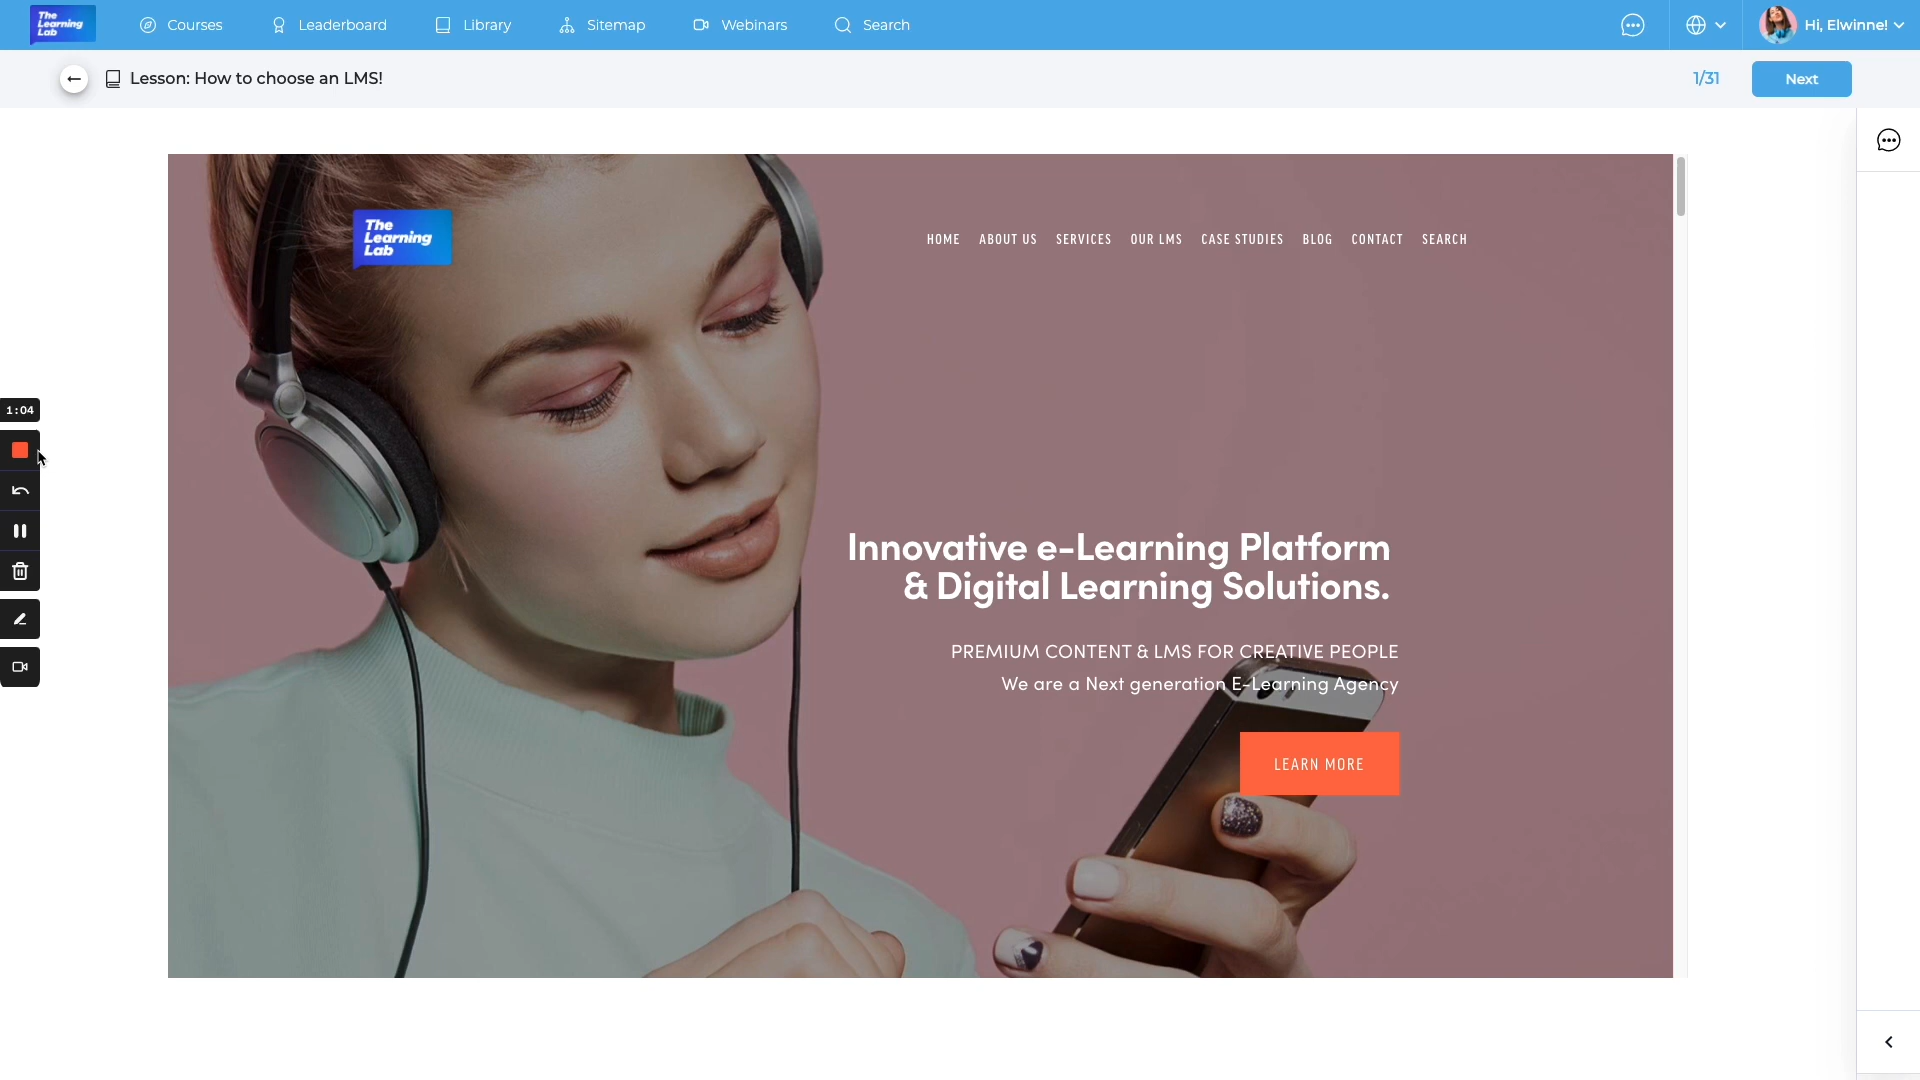 The
Learning
Lab
Courses
Leaderboard
Library
Sitemap
Webinars
Search
Hi, Elwinne!
Lesson: How to choose an LMS!
1/31
Next
The
Learning
Lab
HOME ABOUT US SERVICES OUR LMS CASE STUDIES BLOG CONTACT SEARCH
1:04
Innovative e-Learning Platform
& Digital Learning Solutions.
PREMIUM CONTENT & LMS FOR CREATIVE PEOPLE
We are a Next generation E-Learning Agency
LEARN MORE